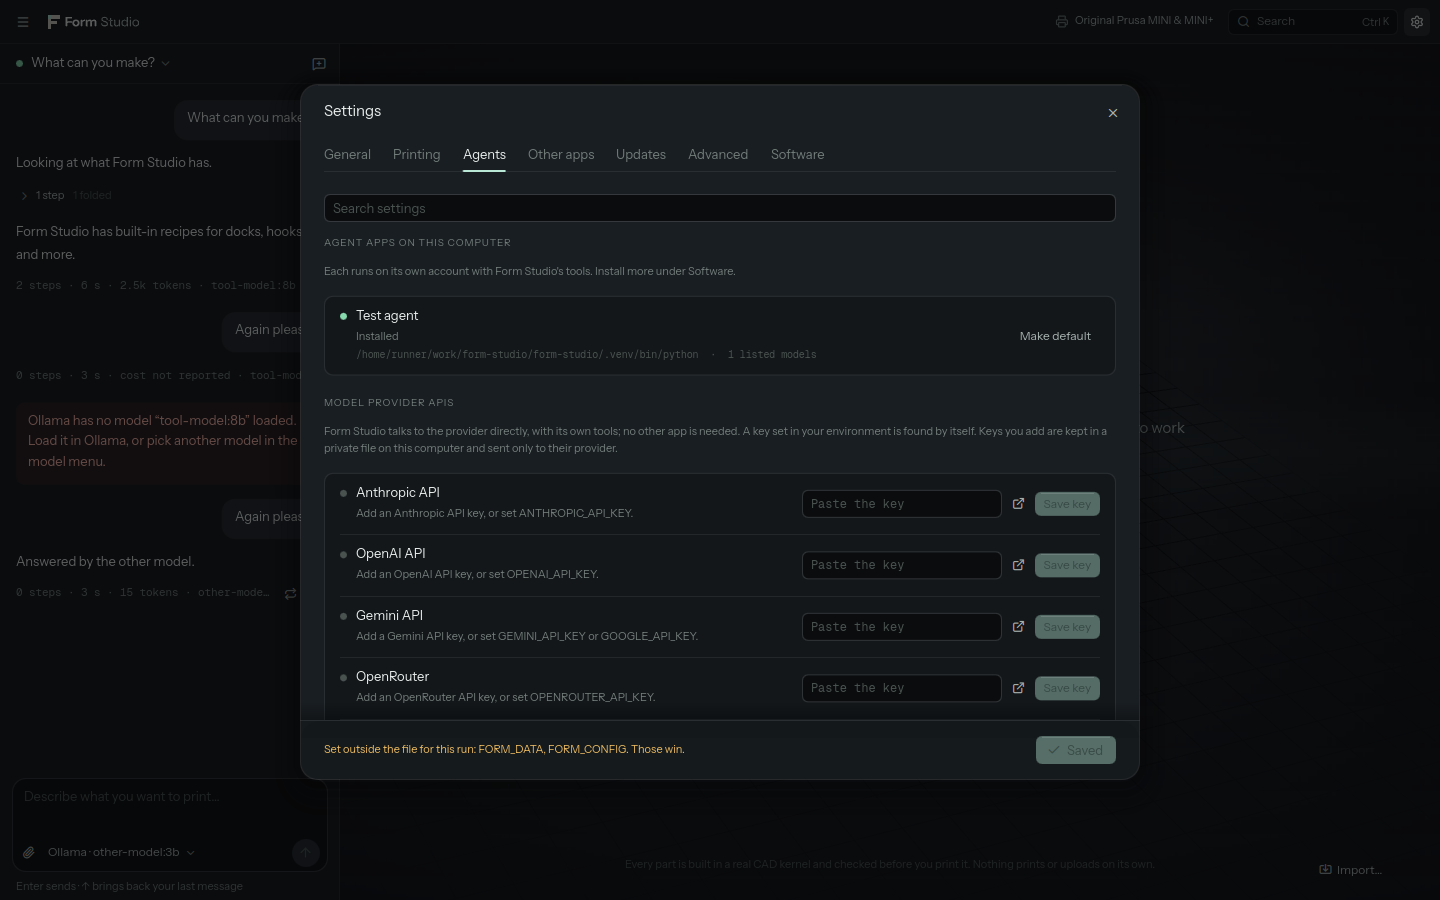 Form Studio
Original Prusa MINI & MINI+
Search
Ctrl K
What can you make?
What can you make
Looking at what Form Studio has.
1 step 1 folded
Form Studio has built-in recipes for docks, hooks
and more.
2 steps · 6 s · 2.5k tokens · tool-model:8b
Again pleas
0 steps · 3 s · cost not reported · tool-mod
Ollama has no model “tool-model:8b” loaded.
Load it in Ollama, or pick another model in the
model menu.
Again pleas
Answered by the other model.
0 steps · 3 s · 15 tokens · other-mode…
Describe what you want to print…
Ollama · other-model:3b
Enter sends · ↑ brings back your last message
Settings
General
Printing
Agents
Other apps
Updates
Advanced
Software
Search settings
AGENT APPS ON THIS COMPUTER
Each runs on its own account with Form Studio's tools. Install more under Software.
Test agent
Installed
/home/runner/work/form-studio/form-studio/.venv/bin/python · 1 listed models
Make default
MODEL PROVIDER APIS
Form Studio talks to the provider directly, with its own tools; no other app is needed. A key set in your environment is found by itself. Keys you add are kept in a
private file on this computer and sent only to their provider.
Anthropic API
Add an Anthropic API key, or set ANTHROPIC_API_KEY.
Paste the key
Save key
OpenAI API
Add an OpenAI API key, or set OPENAI_API_KEY.
Paste the key
Save key
Gemini API
Add a Gemini API key, or set GEMINI_API_KEY or GOOGLE_API_KEY.
Paste the key
Save key
OpenRouter
Add an OpenRouter API key, or set OPENROUTER_API_KEY.
Paste the key
Save key
Set outside the file for this run: FORM_DATA, FORM_CONFIG. Those win.
Saved
o work
Every part is built in a real CAD kernel and checked before you print it. Nothing prints or uploads on its own.
Import…